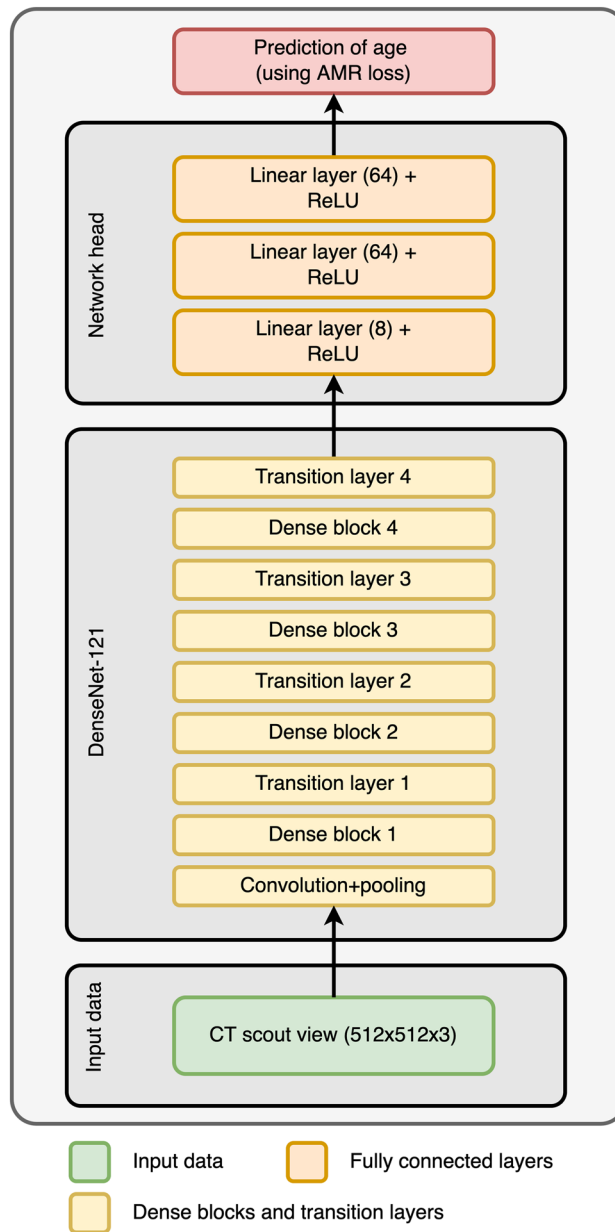 Prediction of age
(using AMR loss)
Network head
Linear layer (64) +
ReLU
Linear layer (64) +
ReLU
Linear layer (8) +
ReLU
DenseNet-121
Transition layer 4
Dense block 4
Transition layer 3
Dense block 3
Transition layer 2
Dense block 2
Transition layer 1
Dense block 1
Convolution+pooling
Input data
CT scout view (512x512x3)
Input data
Fully connected layers
Dense blocks and transition layers